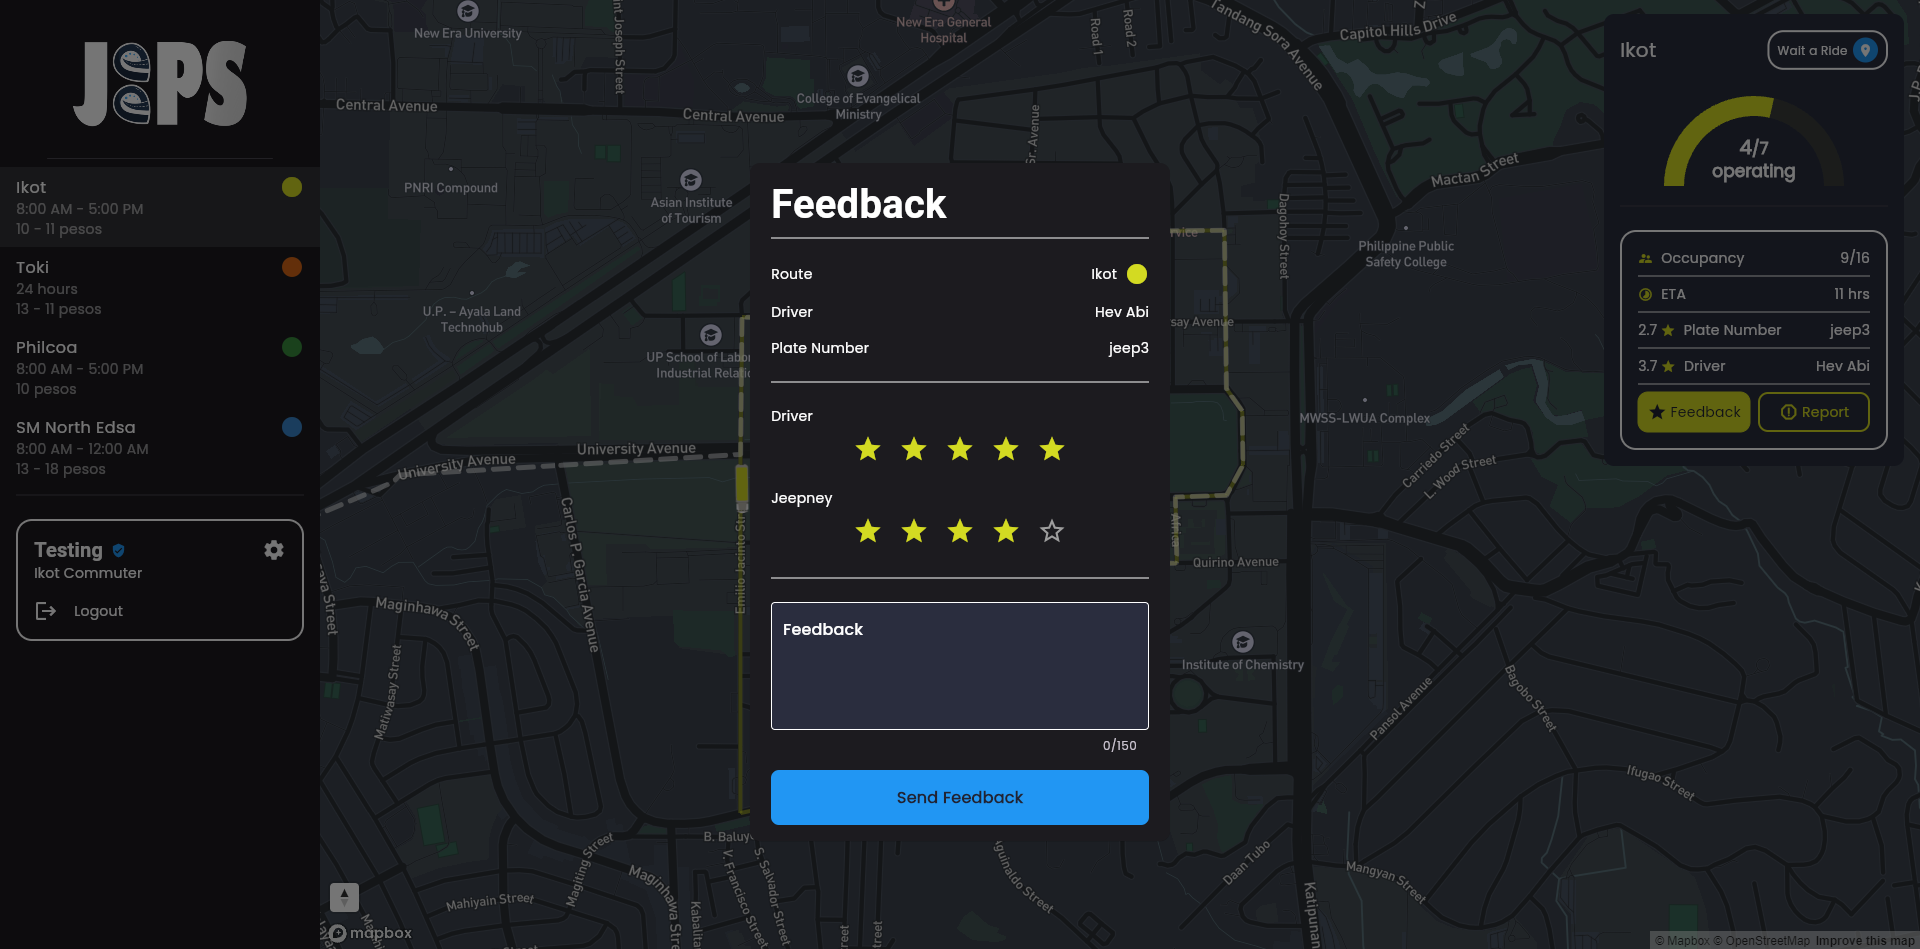 JEEPS
Ikot
8:00 AM - 5:00 PM
10 - 11 pesos
Toki
24 hours
13 - 11 pesos
Philcoa
8:00 AM - 5:00 PM
10 pesos
SM North Edsa
8:00 AM - 12:00 AM
13 - 18 pesos
Testing
Ikot Commuter
Logout
New Era University
int Joseph Street
New Era General
Hospital
Road 1
Road 2
Tandang Sora Avenue
Capitol Hills Drive
Central Avenue
College of Evangelical
Ministry
Central Avenue
Sr. Avenue
PNRI Compound
Asian Institute
of Tourism
Mactan Street
Dagohoy Street
Philippine Public
Safety College
U.P. - Ayala Land
Technohub
UP School of Labor
Industrial Relatio
say Avenue
MWSS-LWUA Complex
Carriedo Street
L. Wood Street
University Avenue
University Avenue
Carlos P. Garcia Avenue
Emilio Jacinto Str
Africa
Quirino Avenue
Maginhawa Street
Matiwasay Street
Institute of Chemistry
Pansol Avenue
Bagobo Street
Ifugao Street
B. Baluy
Magiting Street
Maginhawa Street
V. Francisco Street
S. Salvador Street
Kabalita
Mahiyain Street
aguinaldo Street
Daan Tubo
Mangyan Street
Katipunan
reet
treet
mapbox
© Mapbox © OpenStreetMap Improve this map
Feedback
Route Ikot
Driver Hev Abi
Plate Number jeep3
Driver
Jeepney
Feedback
0/150
Send Feedback
Ikot
Wait a Ride
4/7
operating
Occupancy 9/16
ETA 11 hrs
2.7 Plate Number jeep3
3.7 Driver Hev Abi
Feedback
Report